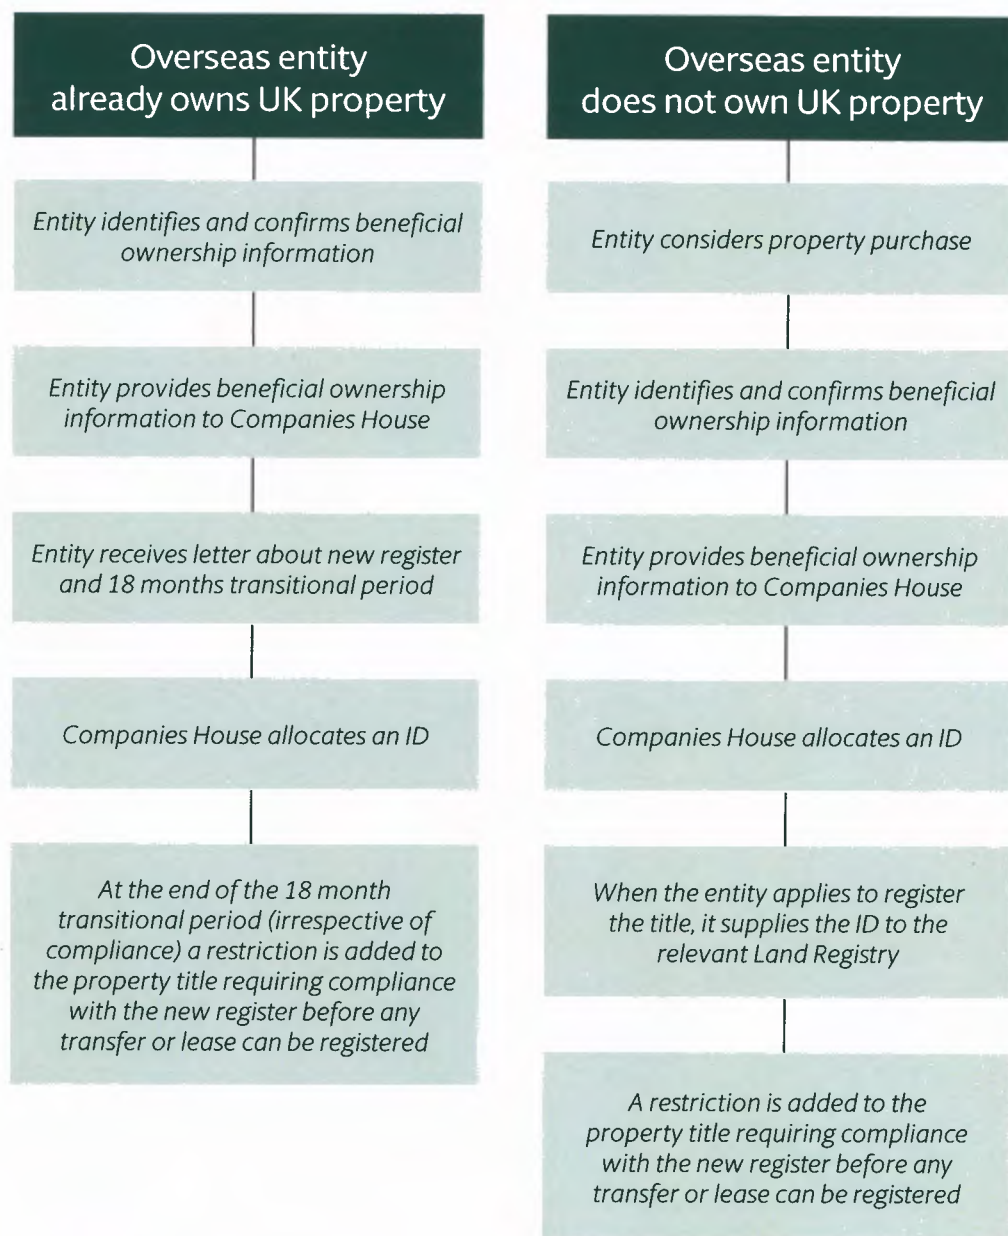 Overseas entity
already owns UK property
Entity identifies and confirms beneficial
ownership information
Entity provides beneficial ownership
information to Companies House
Entity receives letter about new register
and 18 months transitional period
Companies House allocates an ID
At the end of the 18 month
transitional period (irrespective of
compliance) a restriction is added to
the property title requiring compliance
with the new register before any
transfer or lease can be registered
Overseas entity
does not own UK property
Entity considers property purchase
Entity identifies and confirms beneficial
ownership information
Entity provides beneficial ownership
information to Companies House
Companies House allocates an ID
When the entity applies to register
the title, it supplies the ID to the
relevant Land Registry
A restriction is added to the
property title requiring compliance
with the new register before any
transfer or lease can be registered